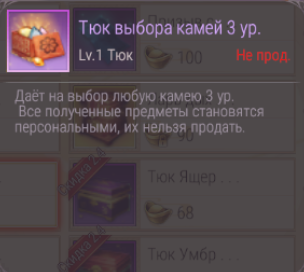 Тюк выбора камей 3 ур.
Lv.1 Тюк
Не прод.
100
Даёт на выбор любую камею 3 ур.
Все полученные предметы становятся
персональными, их нельзя продать.
90
Тюк Ящер . . .
68
Тюк Умбр . . .